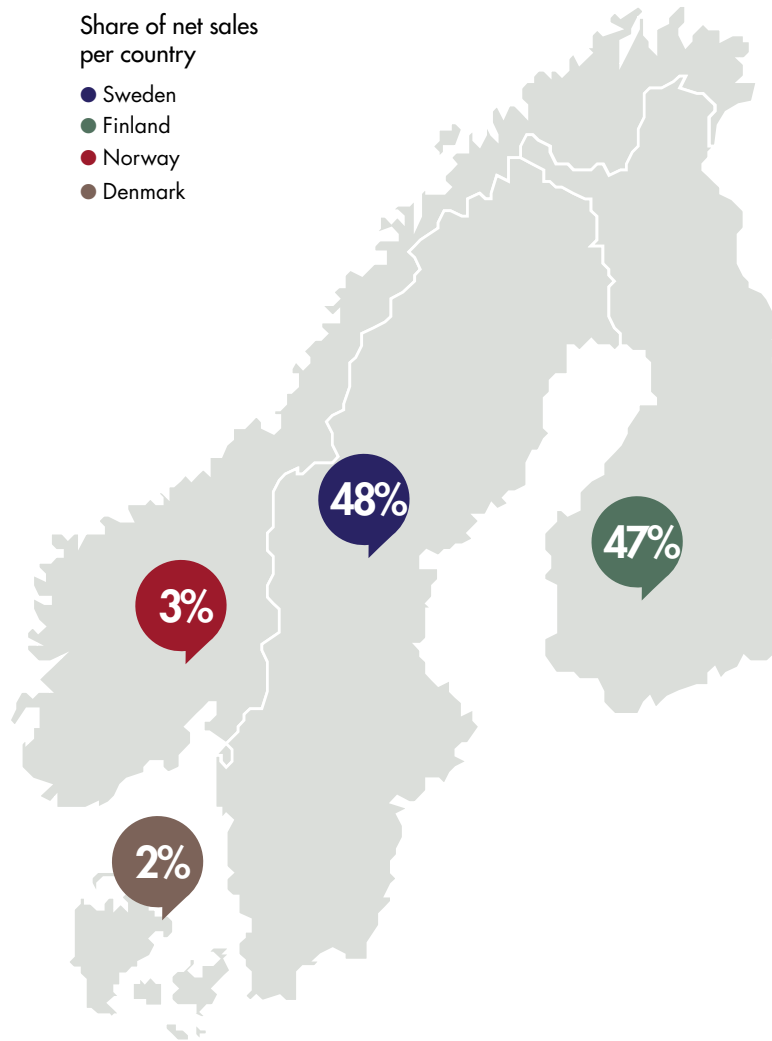 Share of net sales
per country
Sweden
Finland
Norway
Denmark
48%
47%
3%
2%